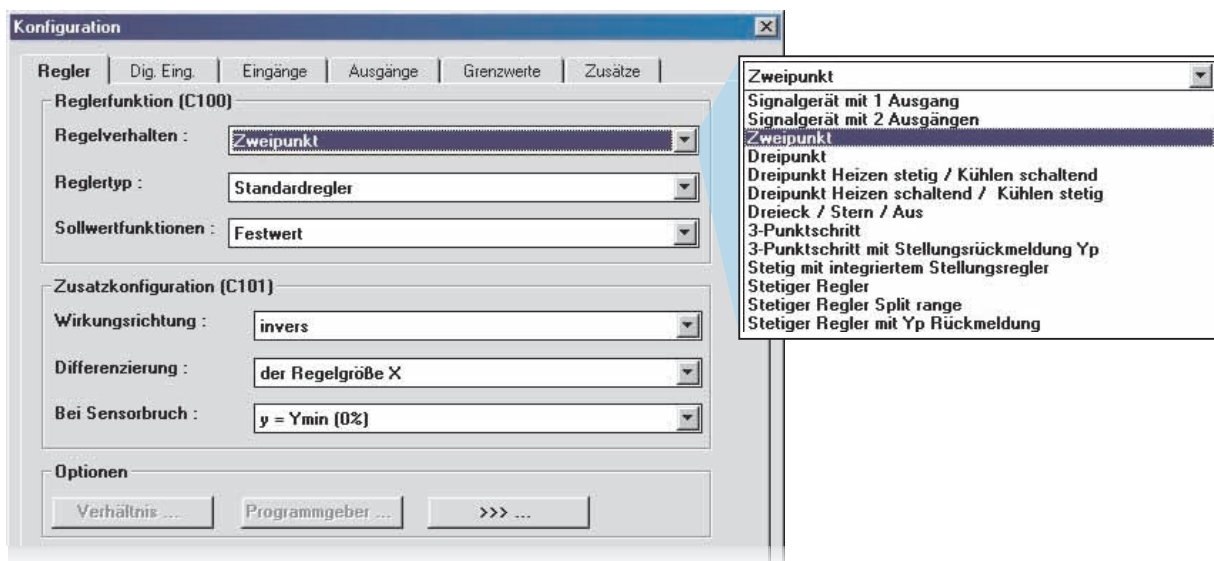 Konfiguration
Regler Dig. Eing. Eingänge Ausgänge Grenzwerte Zusätze
Reglerfunktion (C100)
Regelverhalten : Zweipunkt
Reglertyp : Standardregler
Sollwertfunktionen : Festwert
Zusatzkonfiguration (C101)
Wirkungsrichtung : invers
Differenzierung : der Regelgröße X
Bei Sensorbruch : y = Ymin (0%)
Optionen
Verhältnis ... Programmgeber ... >>> ...
Zweipunkt
Signalgerät mit 1 Ausgang
Signalgerät mit 2 Ausgängen
Zweipunkt
Dreipunkt
Dreipunkt Heizen stetig / Kühlen schaltend
Dreipunkt Heizen schaltend / Kühlen stetig
Dreieck / Stern / Aus
3-Punktschritt
3-Punktschritt mit Stellungsrückmeldung Yp
Stetig mit integriertem Stellungsregler
Stetiger Regler
Stetiger Regler Split range
Stetiger Regler mit Yp Rückmeldung